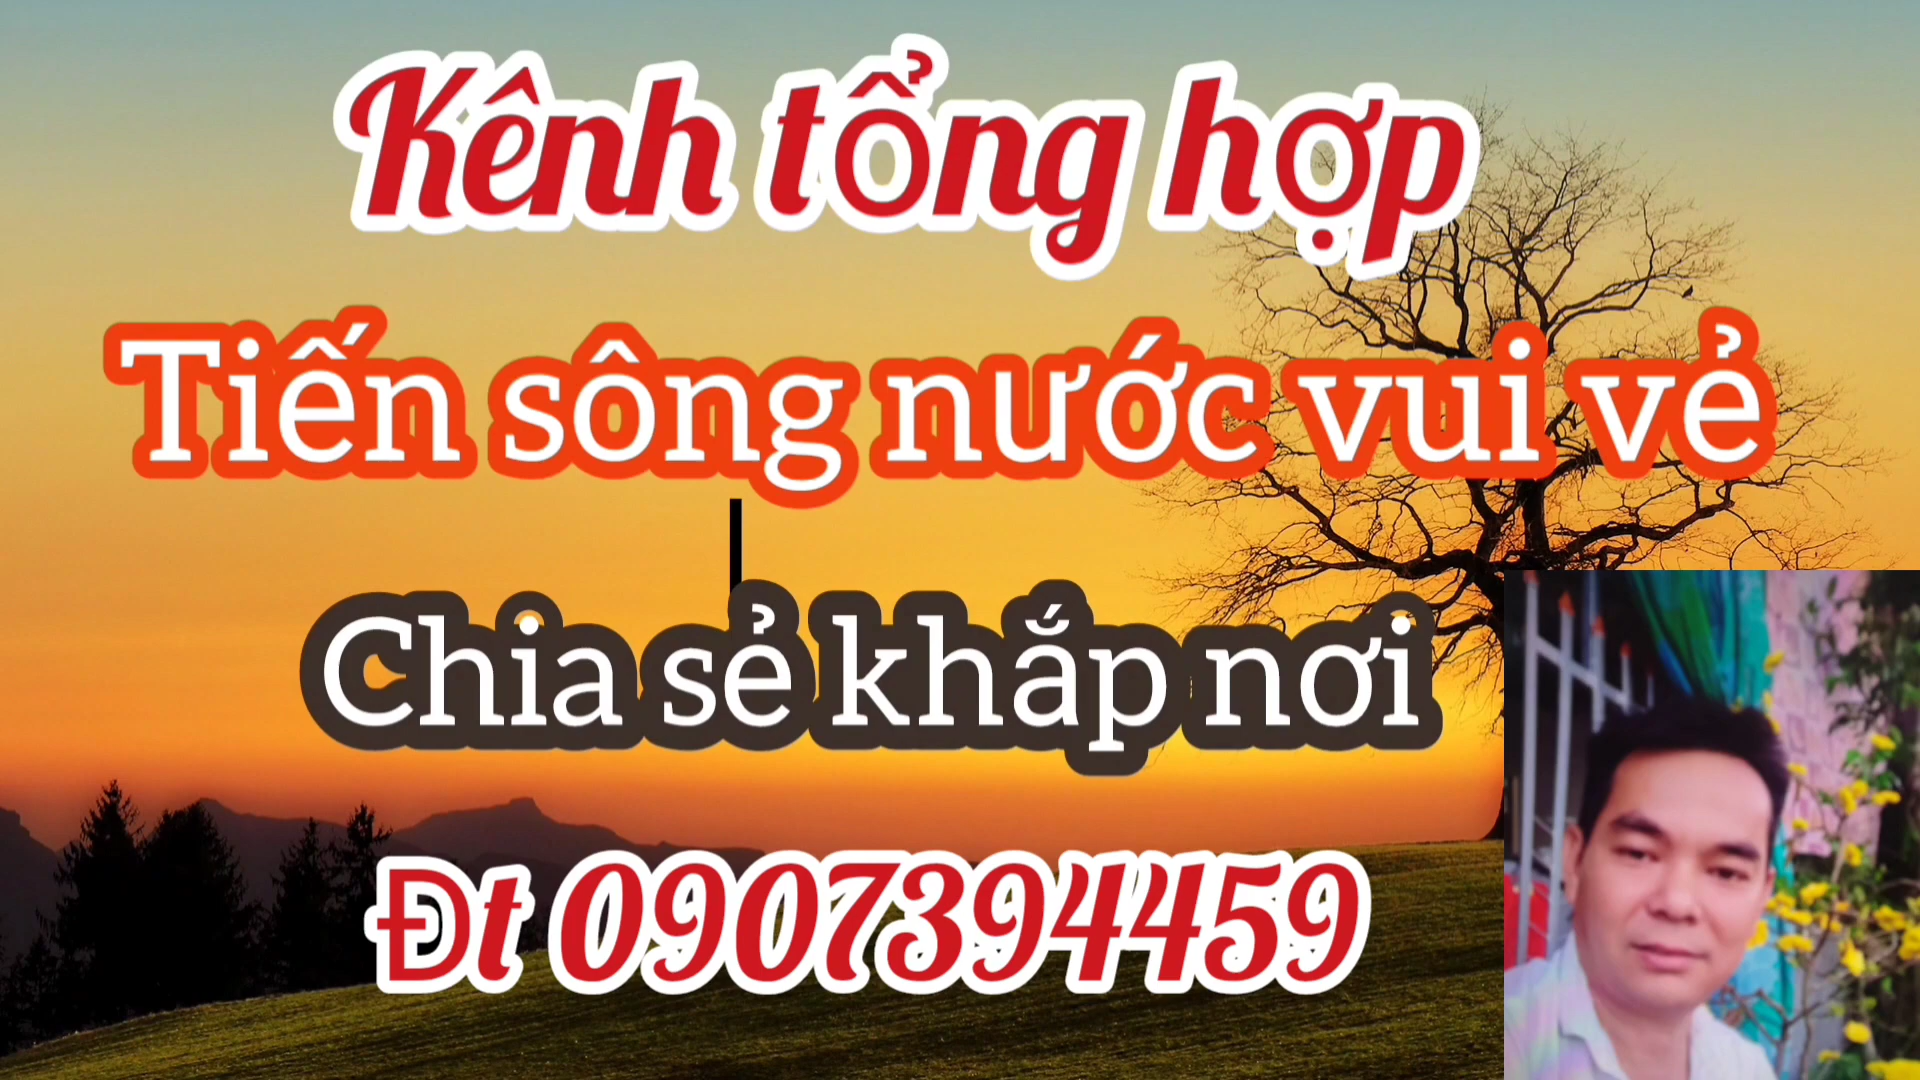 Kênh tổng hợp
Tiến sông nước vui vẻ
Chia sẻ khắp nơi
Đt 0907394459